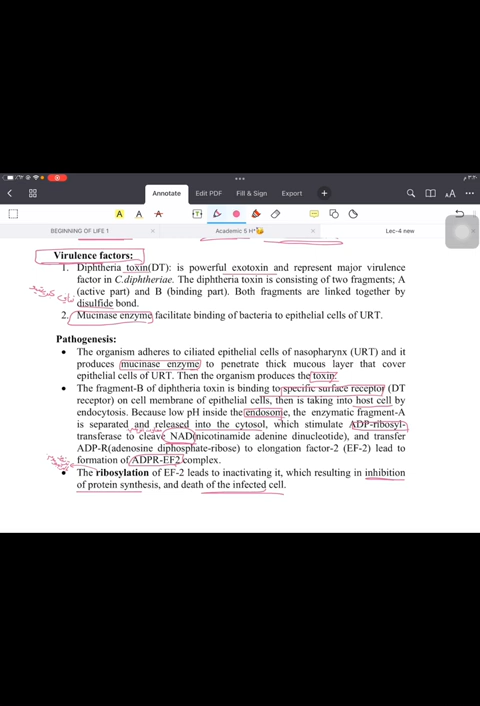 Annotate Edit PDF Fill & Sign Export
BEGINNING OF LIFE 1 × Academic 5 H* × Lec-4 new
Virulence factors:
1. Diphtheria toxin(DT): is powerful exotoxin and represent major virulence
factor in C.diphtheriae. The diphtheria toxin is consisting of two fragments; A
(active part) and B (binding part). Both fragments are linked together by
disulfide bond.
2. Mucinase enzyme facilitate binding of bacteria to epithelial cells of URT.
Pathogenesis:
• The organism adheres to ciliated epithelial cells of nasopharynx (URT) and it
produces mucinase enzyme to penetrate thick mucous layer that cover
epithelial cells of URT. Then the organism produces the toxin.
• The fragment-B of diphtheria toxin is binding to specific surface receptor (DT
receptor) on cell membrane of epithelial cells, then is taking into host cell by
endocytosis. Because low pH inside the endosome, the enzymatic fragment-A
is separated and released into the cytosol, which stimulate ADP-ribosyl-
transferase to cleave NAD(nicotinamide adenine dinucleotide), and transfer
ADP-R(adenosine diphosphate-ribose) to elongation factor-2 (EF-2) lead to
formation of ADPR-EF2 complex.
• The ribosylation of EF-2 leads to inactivating it, which resulting in inhibition
of protein synthesis, and death of the infected cell.